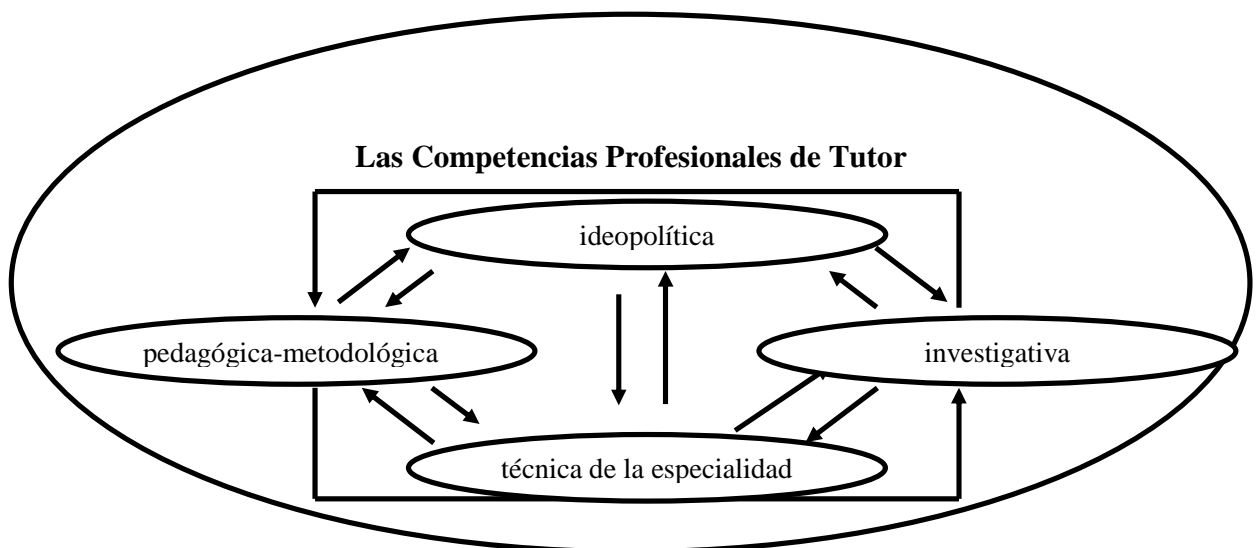 Las Competencias Profesionales de Tutor
ideopolítica
pedagógica-metodológica
investigativa
técnica de la especialidad